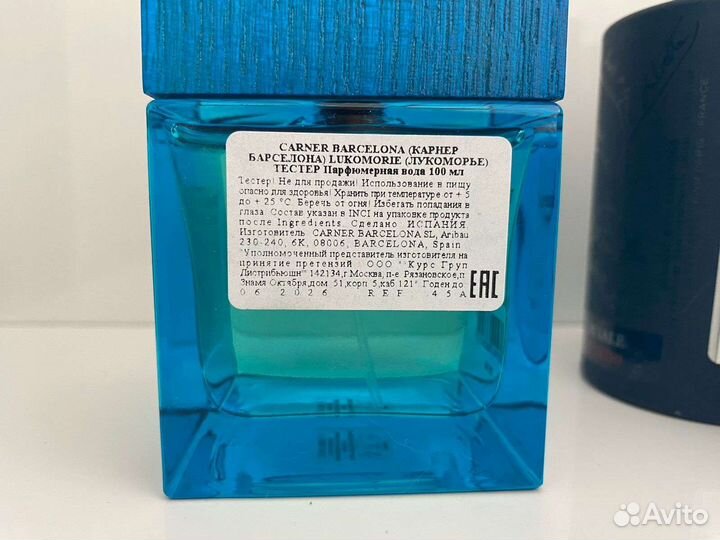 CARNER BARCELONA (КАРНЕР
БАРСЕЛОНА) LUKOMORIE (ЛУКОМОРЬЕ)
ТЕСТЕР Парфюмерная вода 100 мл
Тестер! Не для продажи! Использование в пищу
опасно для здоровья! Хранить при температуре от + 5
до + 25 °С. Беречь от огня! Избегать попадания в
глаза. Состав указан в INCI на упаковке продукта
после Ingredients. Сделано ИСПАНИЯ.
Изготовитель: CARNER BARCELONA SL, Aribau
230-240, 6K, 08006, BARCELONA, Spain
"Уполномоченный представитель изготовителя на
принятие претензий ООО "Курс Груп
Дистрибьюшн" 142134,г Москва, п-е. Рязановское,п
Знамя Октября,дом 51,корп 5,каб 121" Годен до
06 2026 REF 45A
EAC
FRANCE
Avito